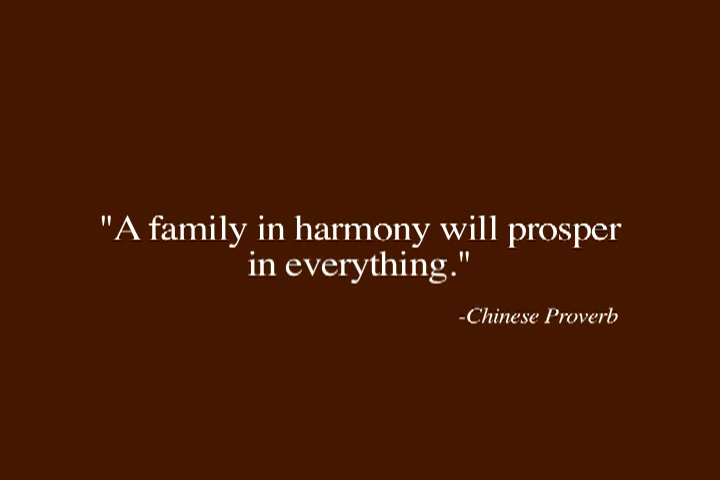 "A family in harmony will prosper
in everything."
-Chinese Proverb